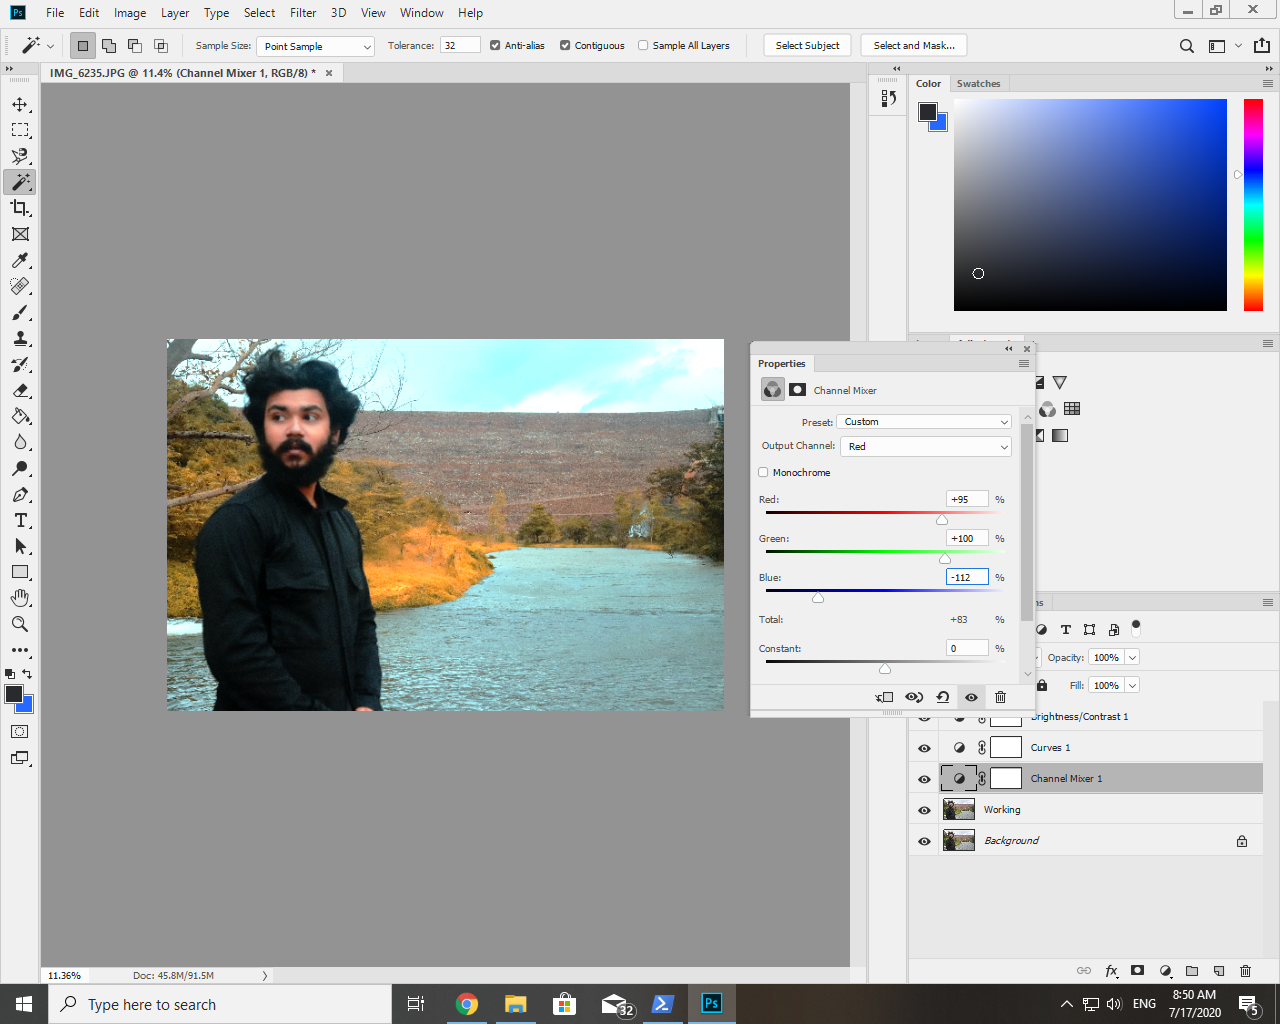 Ps File Edit Image Layer Type Select Filter 3D View Window Help
Sample Size: Point Sample Tolerance: 32 Anti-alias Contiguous Sample All Layers Select Subject Select and Mask...
IMG_6235.JPG @ 11.4% (Channel Mixer 1, RGB/8) *
Color Swatches
Properties
Channel Mixer
Preset: Custom
Output Channel: Red
Monochrome
Red: +95 %
Green: +100 %
Blue: -112 %
Total: +83 %
Constant: 0 %
Opacity: 100%
Fill: 100%
Brightness/Contrast 1
Curves 1
Channel Mixer 1
Working
Background
fx
11.36% Doc: 45.8M/91.5M
Type here to search
32
Ps
ENG
8:50 AM
7/17/2020
5